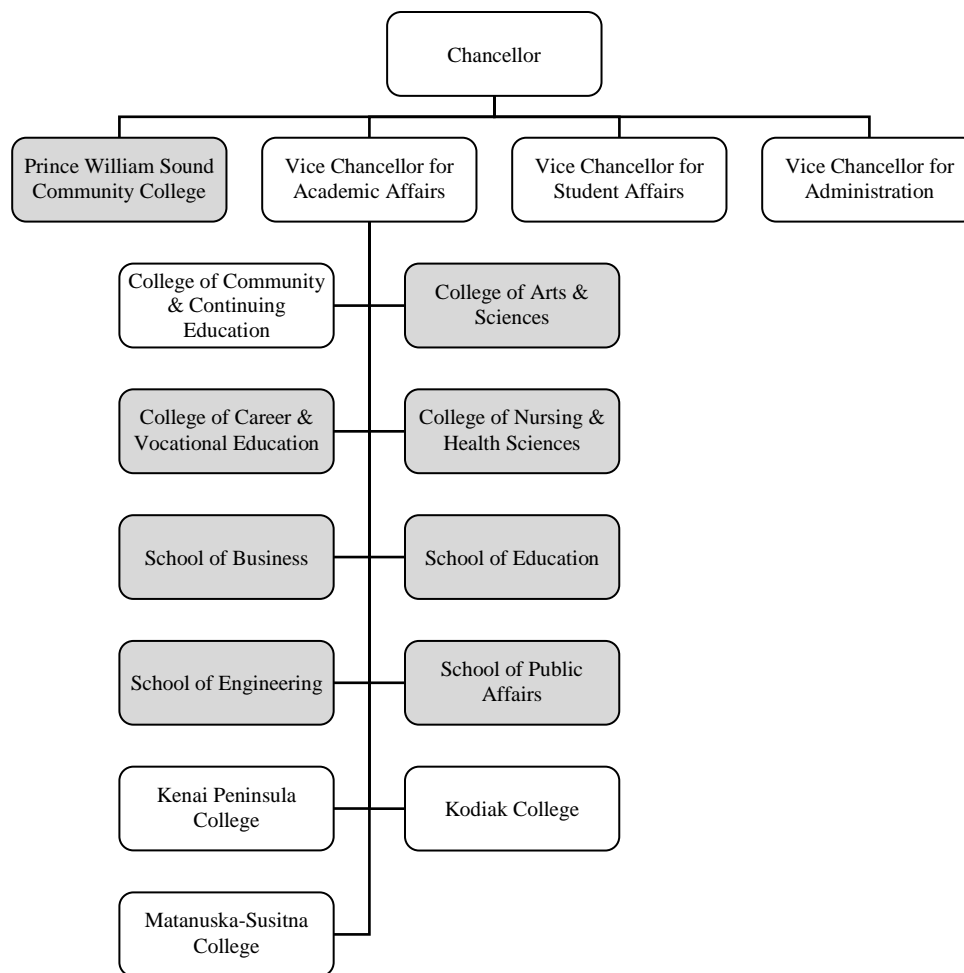 Chancellor
Prince William Sound
Community College
Vice Chancellor for
Academic Affairs
Vice Chancellor for
Student Affairs
Vice Chancellor for
Administration
College of Community
& Continuing
Education
College of Arts &
Sciences
College of Career &
Vocational Education
College of Nursing &
Health Sciences
School of Business
School of Education
School of Engineering
School of Public
Affairs
Kenai Peninsula
College
Kodiak College
Matanuska-Susitna
College